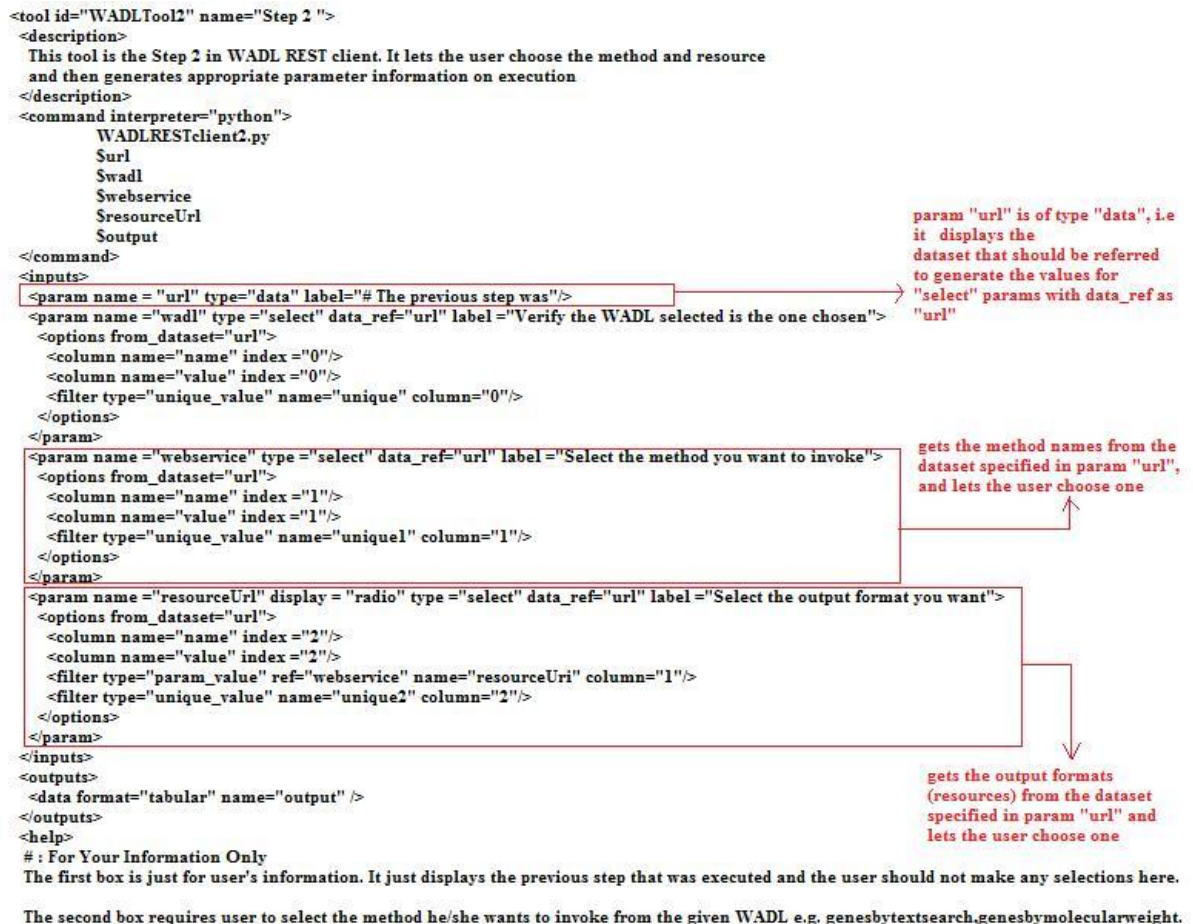 <tool id="WADLTool2" name="Step 2 ">
<description>
This tool is the Step 2 in WADL REST client. It lets the user choose the method and resource
and then generates appropriate parameter information on execution
</description>
<command interpreter="python">
WADLRESTclient2.py
$url
$wadl
$webservice
$resourceUrl
$output
</command>
<inputs>
<param name = "url" type="data" label="# The previous step was"/>
param "url" is of type "data", i.e
it displays the
dataset that should be referred
to generate the values for
"select" params with data_ref as
"url"
<param name ="wadl" type ="select" data_ref="url" label ="Verify the WADL selected is the one chosen">
<options from_dataset="url">
<column name="name" index ="0"/>
<column name="value" index ="0"/>
<filter type="unique_value" name="unique" column="0"/>
</options>
</param>
<param name ="webservice" type ="select" data_ref="url" label ="Select the method you want to invoke">
<options from_dataset="url">
<column name="name" index ="1"/>
<column name="value" index ="1"/>
<filter type="unique_value" name="unique1" column="1"/>
</options>
</param>
gets the method names from the
dataset specified in param "url",
and lets the user choose one
<param name ="resourceUrl" display = "radio" type ="select" data_ref="url" label ="Select the output format you want">
<options from_dataset="url">
<column name="name" index ="2"/>
<column name="value" index ="2"/>
<filter type="param_value" ref="webservice" name="resourceUri" column="1"/>
<filter type="unique_value" name="unique2" column="2"/>
</options>
</param>
gets the output formats
(resources) from the dataset
specified in param "url" and
lets the user choose one
</inputs>
<outputs>
<data format="tabular" name="output" />
</outputs>
<help>
# : For Your Information Only
The first box is just for user's information. It just displays the previous step that was executed and the user should not make any selections here.
The second box requires user to select the method he/she wants to invoke from the given WADL e.g. genesbytextsearch,genesbymolecularweight.